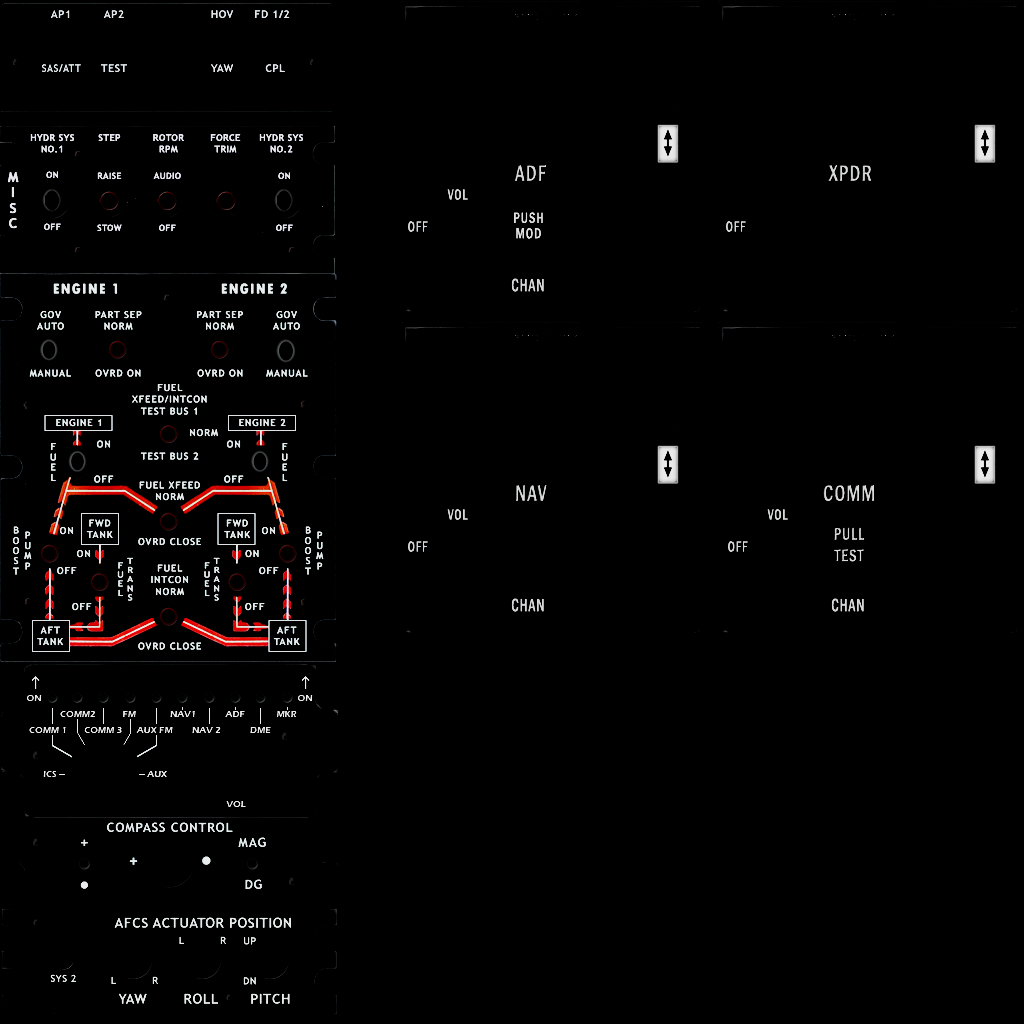 AP1 AP2 HOV FD 1/2
SAS/ATT TEST YAW CPL
HYDR SYS STEP ROTOR FORCE HYDR SYS
NO.1 RPM TRIM NO.2
MISC
ON RAISE AUDIO ON
OFF STOW OFF OFF
ENGINE 1 ENGINE 2
GOV PART SEP PART SEP GOV
AUTO NORM NORM AUTO
MANUAL OVRD ON OVRD ON MANUAL
FUEL
XFEED/INTCON
TEST BUS 1
ENGINE 1 ENGINE 2
NORM
ON ON
FUEL FUEL
TEST BUS 2
OFF OFF
FUEL XFEED
NORM
FWD FWD
TANK TANK
ON ON
BOOST PUMP BOOST PUMP
OVRD CLOSE
ON ON
OFF OFF
FUEL TRANS FUEL TRANS
FUEL
INTCON
NORM
OFF OFF
AFT AFT
TANK TANK
OVRD CLOSE
ON ON
COMM2 FM NAV1 ADF MKR
COMM 1 COMM 3 AUX FM NAV 2 DME
ICS – – AUX
VOL
COMPASS CONTROL
+ MAG
+
DG
AFCS ACTUATOR POSITION
L R UP
SYS 2 L R DN
YAW ROLL PITCH
ADF
VOL
OFF
PUSH
MOD
CHAN
XPDR
OFF
NAV
VOL
OFF
CHAN
COMM
VOL
PULL
OFF
TEST
CHAN